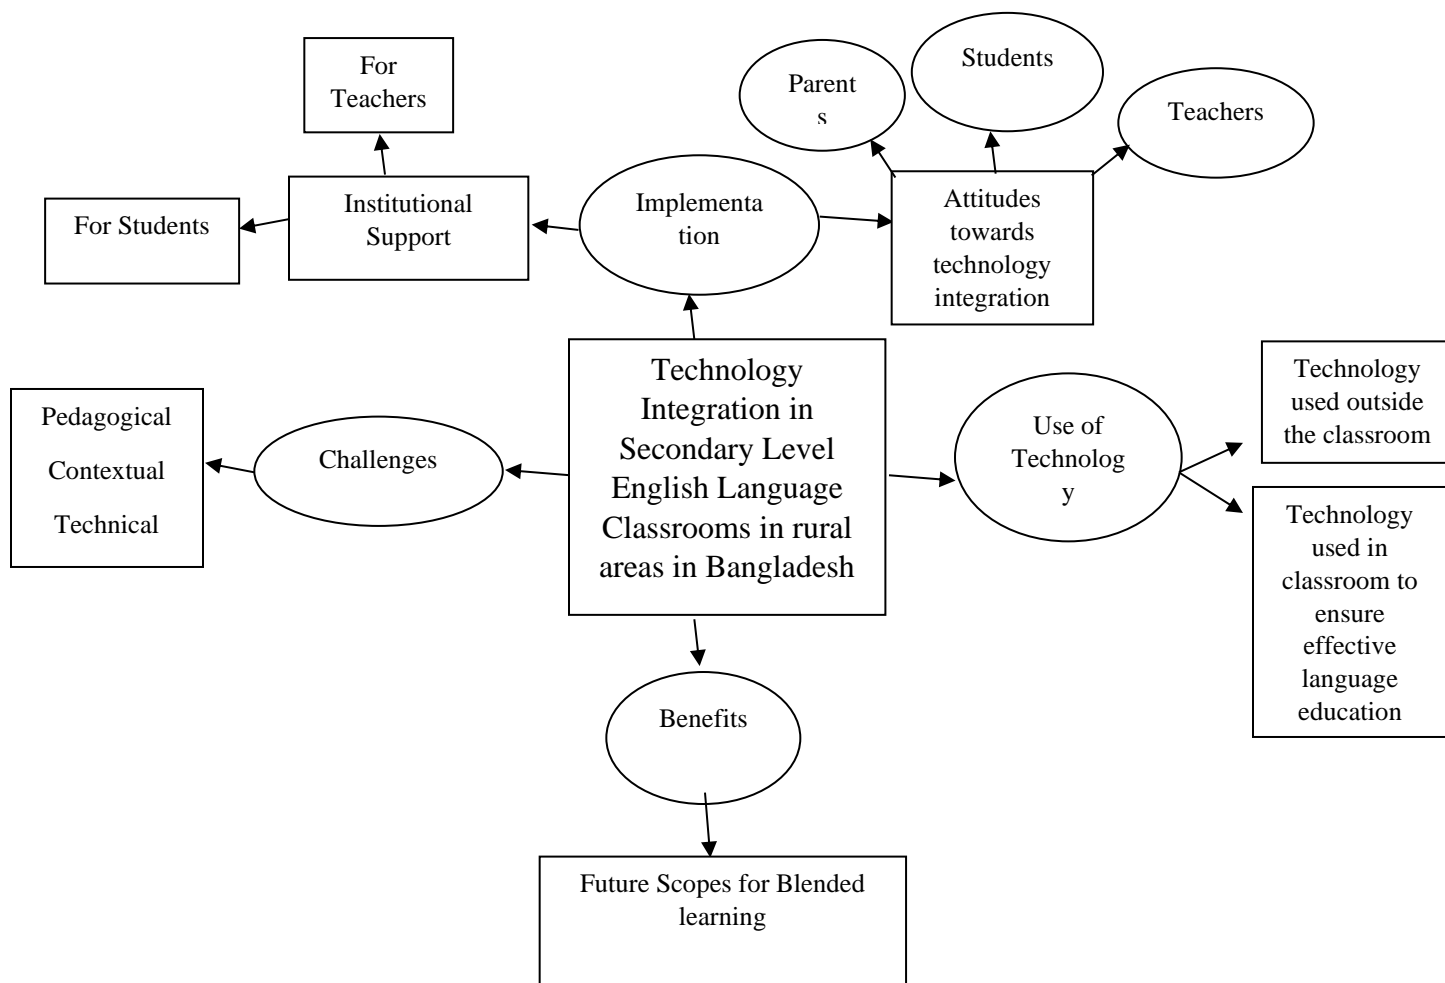 For
Teachers
Parent
s
Students
Teachers
For Students
Institutional
Support
Implementa
tion
Attitudes
towards
technology
integration
Pedagogical
Contextual
Technical
Challenges
Technology
Integration in
Secondary Level
English Language
Classrooms in rural
areas in Bangladesh
Use of
Technolog
y
Technology
used outside
the classroom
Technology
used in
classroom to
ensure
effective
language
education
Benefits
Future Scopes for Blended
learning